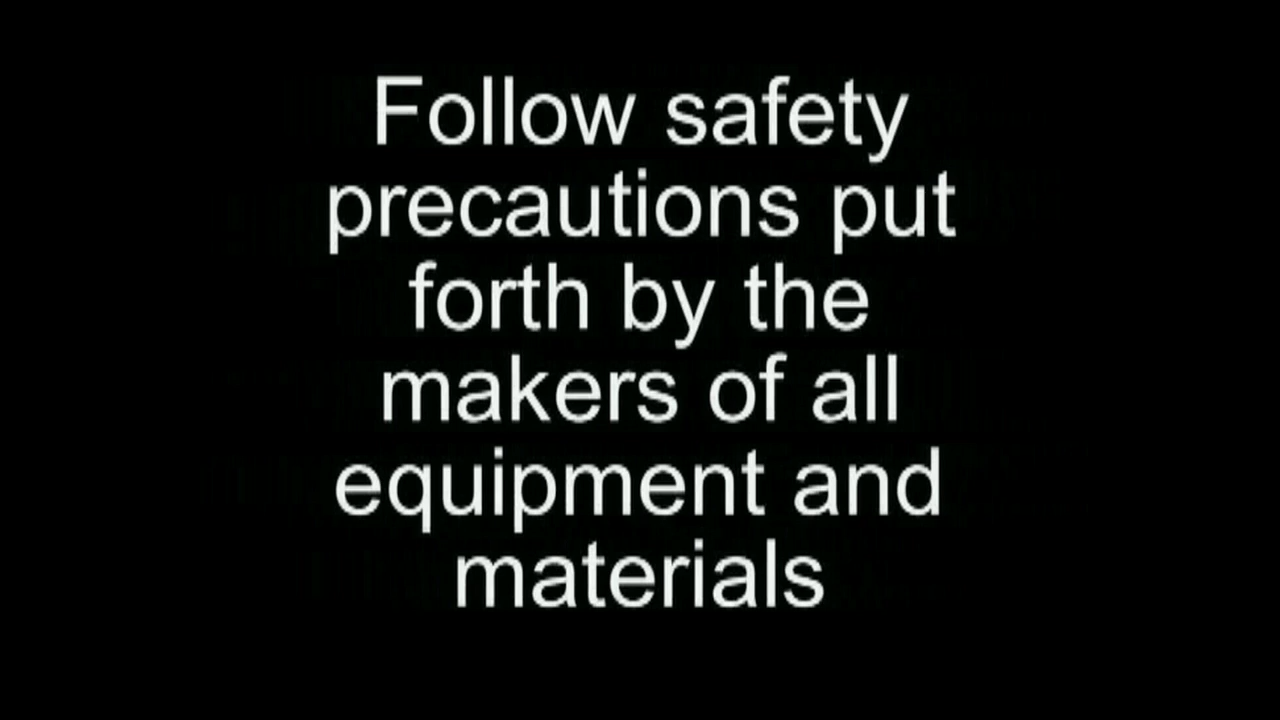 Follow safety
precautions put
forth by the
makers of all
equipment and
materials